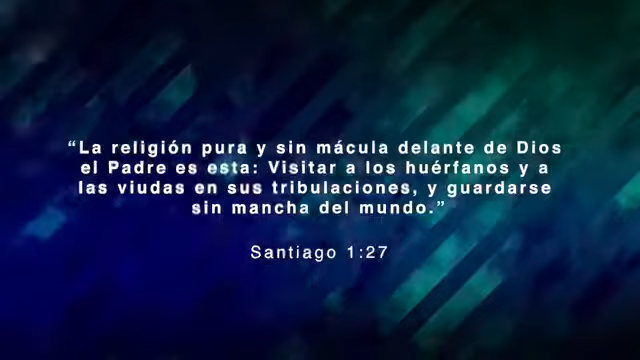 “La religión pura y sin mácula delante de Dios
el Padre es esta: Visitar a los huérfanos y a
las viudas en sus tribulaciones, y guardarse
sin mancha del mundo.”
Santiago 1:27